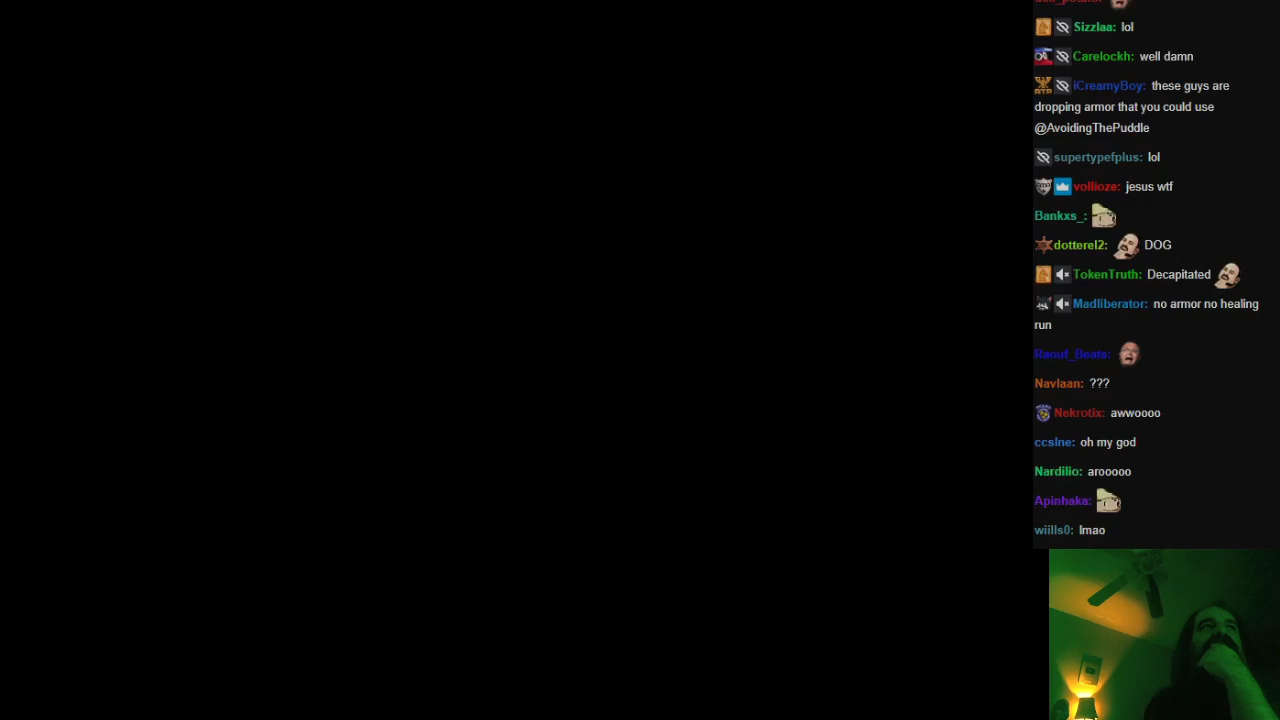 Sizzlaa: lol
Carelockh: well damn
iCreamyBoy: these guys are
dropping armor that you could use
@AvoidingThePuddle
supertypefplus: lol
vollioze: jesus wtf
Bankxs_:
dotterel2: DOG
TokenTruth: Decapitated
Madliberator: no armor no healing
run
Raouf_Beats:
Navlaan: ???
Nekrotix: awwoooo
ccslne: oh my god
Nardilio: arooooo
Apinhaka:
wiills0: lmao